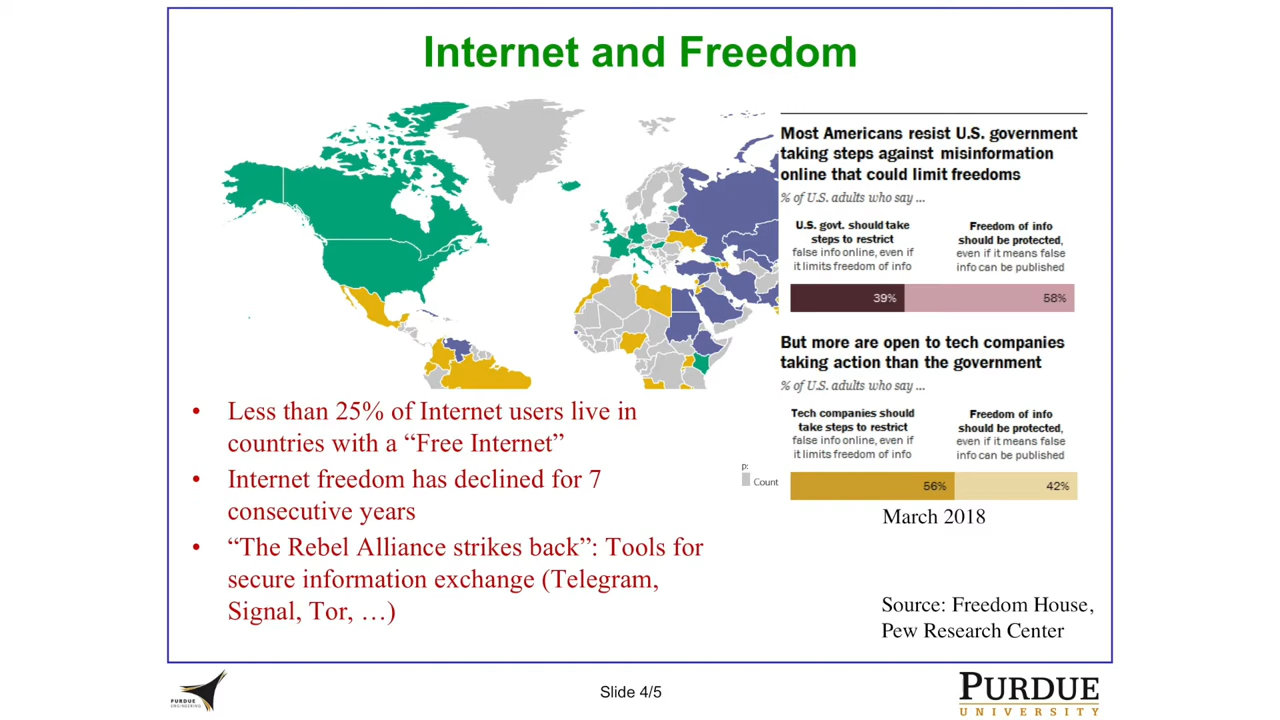 Internet and Freedom
Most Americans resist U.S. government
taking steps against misinformation
online that could limit freedoms
% of U.S. adults who say ...
U.S. govt. should take
steps to restrict
false info online, even if
it limits freedom of info
Freedom of info
should be protected,
even if it means false
info can be published
39%
58%
But more are open to tech companies
taking action than the government
% of U.S. adults who say ...
Tech companies should
take steps to restrict
false info online, even if
it limits freedom of info
Freedom of info
should be protected,
even if it means false
info can be published
56%
42%
p:
Count
March 2018
• Less than 25% of Internet users live in
countries with a “Free Internet”
• Internet freedom has declined for 7
consecutive years
• “The Rebel Alliance strikes back”: Tools for
secure information exchange (Telegram,
Signal, Tor, …)
Source: Freedom House,
Pew Research Center
PURDUE
ENGINEERING
Slide 4/5
PURDUE
UNIVERSITY